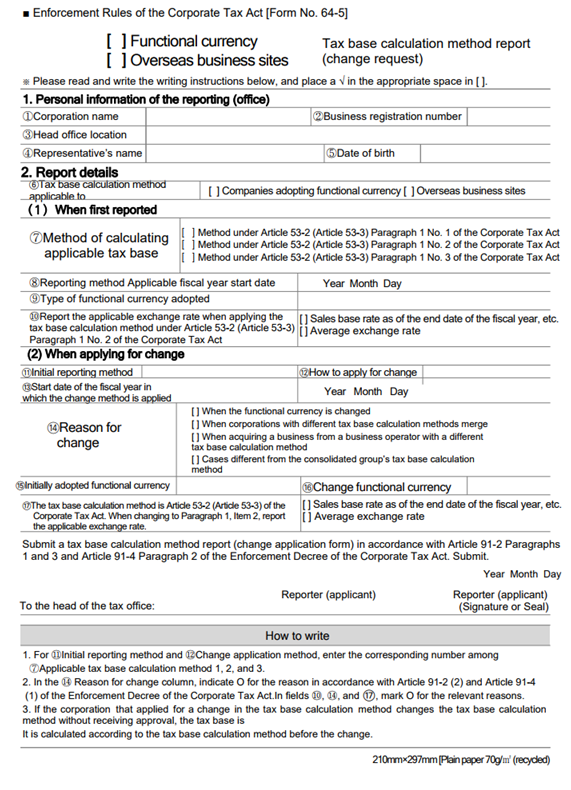 ■ Enforcement Rules of the Corporate Tax Act [Form No. 64-5]
[ ] Functional currency
[ ] Overseas business sites
Tax base calculation method report
(change request)
※ Please read and write the writing instructions below, and place a √ in the appropriate space in [ ].
1. Personal information of the reporting (office)
①Corporation name
②Business registration number
③Head office location
④Representative's name
⑤Date of birth
2. Report details
⑥Tax base calculation method
applicable to
[ ] Companies adopting functional currency [ ] Overseas business sites
(1) When first reported
⑦Method of calculating
applicable tax base
[ ] Method under Article 53-2 (Article 53-3) Paragraph 1 No. 1 of the Corporate Tax Act
[ ] Method under Article 53-2 (Article 53-3) Paragraph 1 No. 2 of the Corporate Tax Act
[ ] Method under Article 53-2 (Article 53-3) Paragraph 1 No. 3 of the Corporate Tax Act
⑧Reporting method Applicable fiscal year start date
Year Month Day
⑨Type of functional currency adopted
⑩Report the applicable exchange rate when applying the
tax base calculation method under Article 53-2 (Article 53-3)
Paragraph 1 No. 2 of the Corporate Tax Act
[ ] Sales base rate as of the end date of the fiscal year, etc.
[ ] Average exchange rate
(2) When applying for change
⑪Initial reporting method
⑫How to apply for change
⑬Start date of the fiscal year in
which the change method is applied
Year Month Day
⑭Reason for
change
[ ] When the functional currency is changed
[ ] When corporations with different tax base calculation methods merge
[ ] When acquiring a business from a business operator with a different
tax base calculation method
[ ] Cases different from the consolidated group's tax base calculation
method
⑮Initially adopted functional currency
⑯Change functional currency
⑰The tax base calculation method is Article 53-2 (Article 53-3) of the
Corporate Tax Act. When changing to Paragraph 1, Item 2, report
the applicable exchange rate.
[ ] Sales base rate as of the end date of the fiscal year, etc.
[ ] Average exchange rate
Submit a tax base calculation method report (change application form) in accordance with Article 91-2 Paragraphs
1 and 3 and Article 91-4 Paragraph 2 of the Enforcement Decree of the Corporate Tax Act. Submit.
Year Month Day
Reporter (applicant)
Reporter (applicant)
(Signature or Seal)
To the head of the tax office:
How to write
1. For ⑪Initial reporting method and ⑫Change application method, enter the corresponding number among
⑦Applicable tax base calculation method 1, 2, and 3.
2. In the ⑭ Reason for change column, indicate O for the reason in accordance with Article 91-2 (2) and Article 91-4
(1) of the Enforcement Decree of the Corporate Tax Act.In fields ⑩, ⑭, and ⑰, mark O for the relevant reasons.
3. If the corporation that applied for a change in the tax base calculation method changes the tax base calculation
method without receiving approval, the tax base is
It is calculated according to the tax base calculation method before the change.
210mm×297mm[Plain paper 70g/㎡ (recycled)